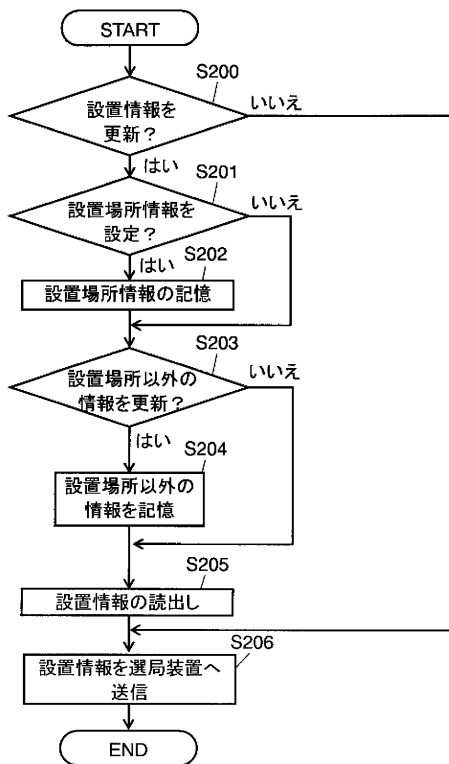 START
S200
設置情報を
更新？
いいえ
はい
S201
設置場所情報を
設定？
いいえ
はい
S202
設置場所情報の記憶
S203
設置場所以外の
情報を更新？
いいえ
はい
S204
設置場所以外の
情報を記憶
S205
設置情報の読出し
S206
設置情報を選局装置へ
送信
END